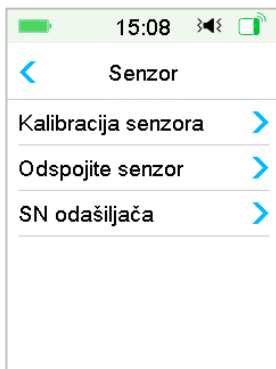 15:08
Senzor
Kalibracija senzora
Odspojite senzor
SN odašiljača